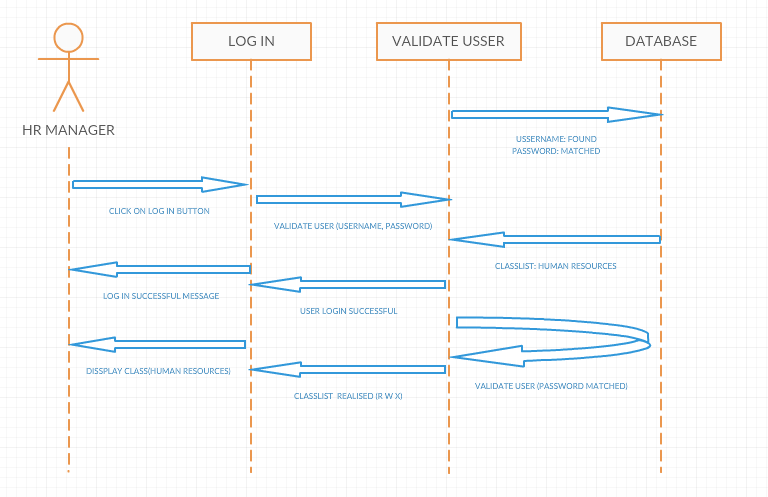 LOG IN
VALIDATE USSER
DATABASE
HR MANAGER
USSERNAME: FOUND
PASSWORD: MATCHED
CLICK ON LOG IN BUTTON
VALIDATE USER (USERNAME, PASSWORD)
CLASSLIST: HUMAN RESOURCES
LOG IN SUCCESSFUL MESSAGE
USER LOGIN SUCCESSFUL
DISSPLAY CLASS(HUMAN RESOURCES)
VALIDATE USER (PASSWORD MATCHED)
CLASSLIST REALISED (R W X)